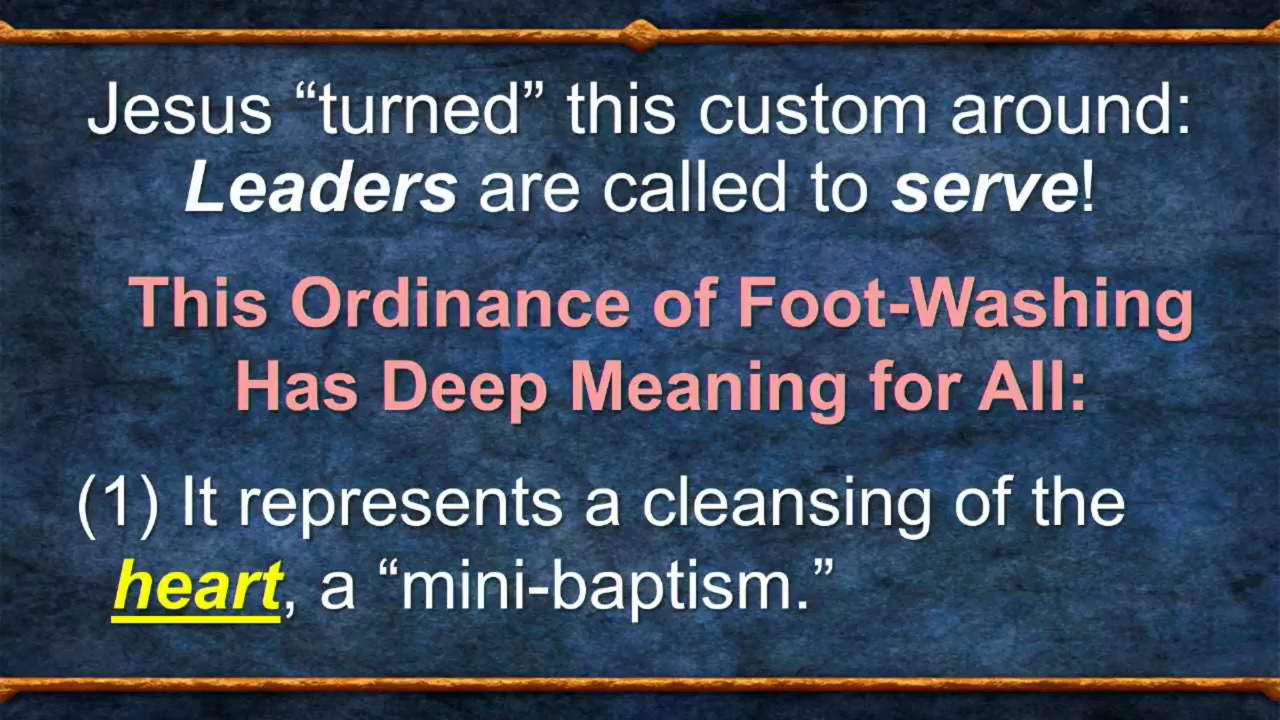 Jesus “turned” this custom around:
Leaders are called to serve!
This Ordinance of Foot-Washing
Has Deep Meaning for All:
(1) It represents a cleansing of the
heart, a “mini-baptism.”